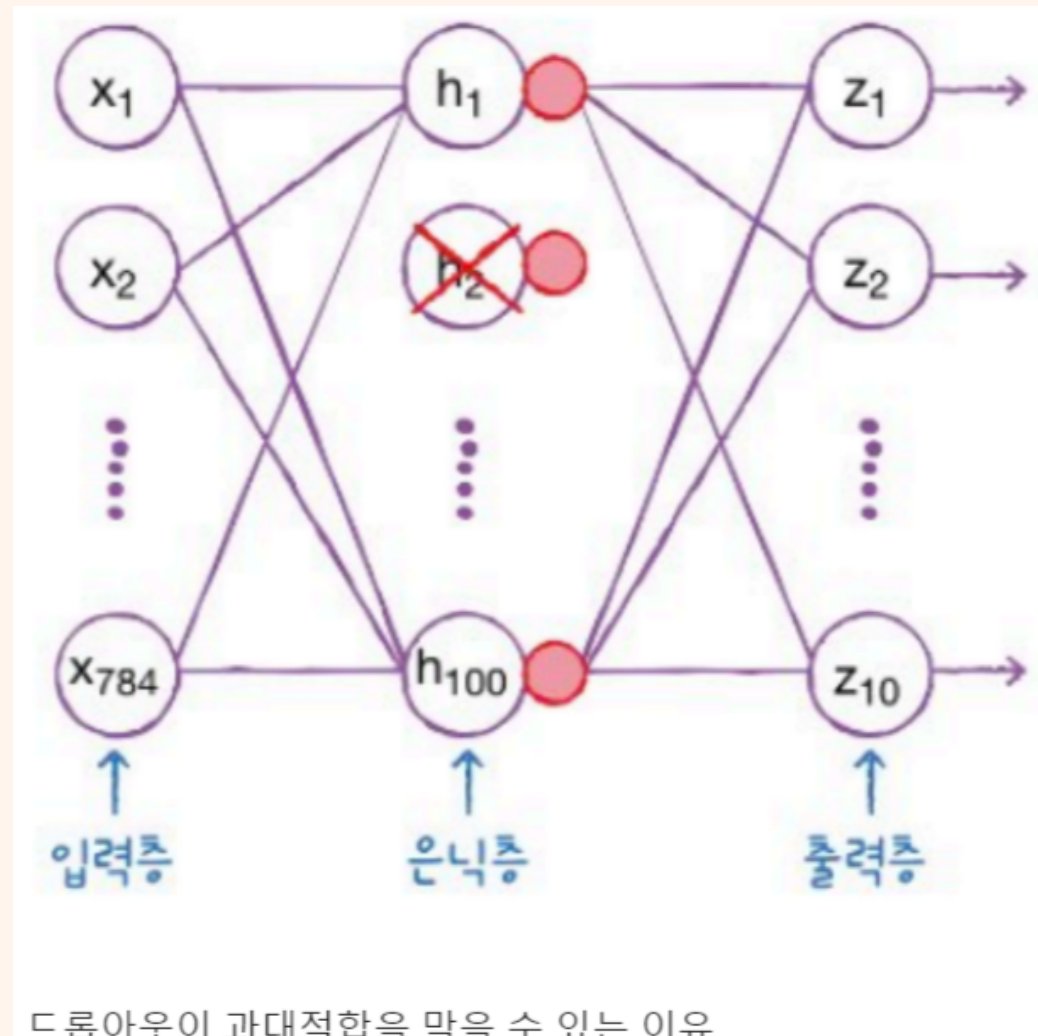 x1 h1 z1
x2 h2 z2
x784 h100 z10
입력층 은닉층 출력층
드롭아웃이 과대적합을 막을 수 있는 이유